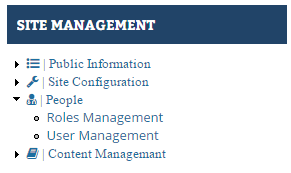 SITE MANAGEMENT
| Public Information
| Site Configuration
| People
Roles Management
User Management
| Content Managemant